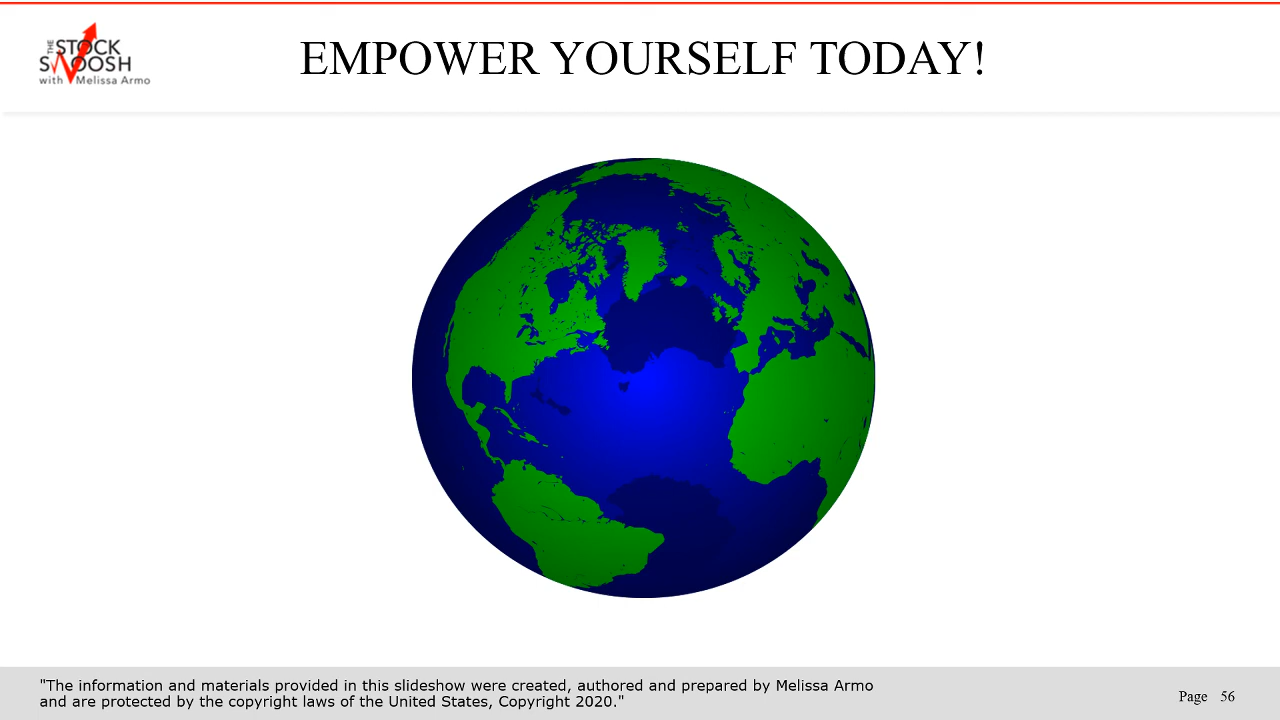 THE
STOCK
SWOOSH
with Melissa Armo
EMPOWER YOURSELF TODAY!
"The information and materials provided in this slideshow were created, authored and prepared by Melissa Armo
and are protected by the copyright laws of the United States, Copyright 2020."
Page 56